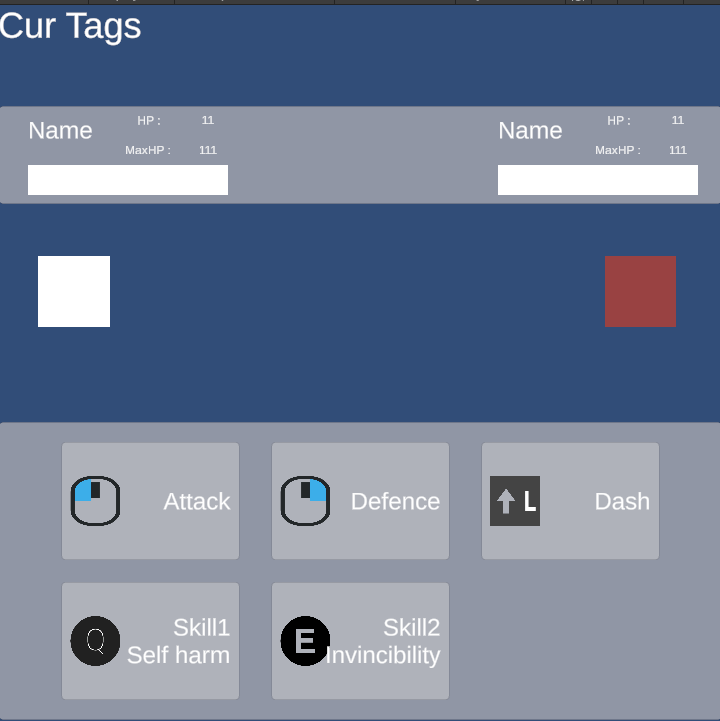 Cur Tags
Name HP : 11
MaxHP : 111
Name HP : 11
MaxHP : 111
Attack
Defence
L Dash
Q Skill1
Self harm
E Skill2
Invincibility